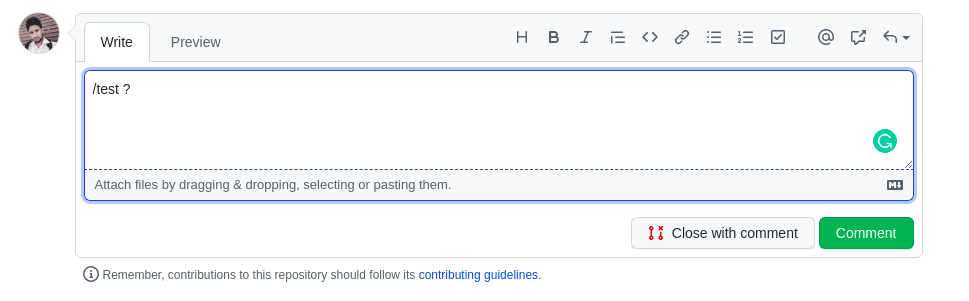 Write
Preview
/test ?
Attach files by dragging & dropping, selecting or pasting them.
Close with comment
Comment
Remember, contributions to this repository should follow its contributing guidelines.